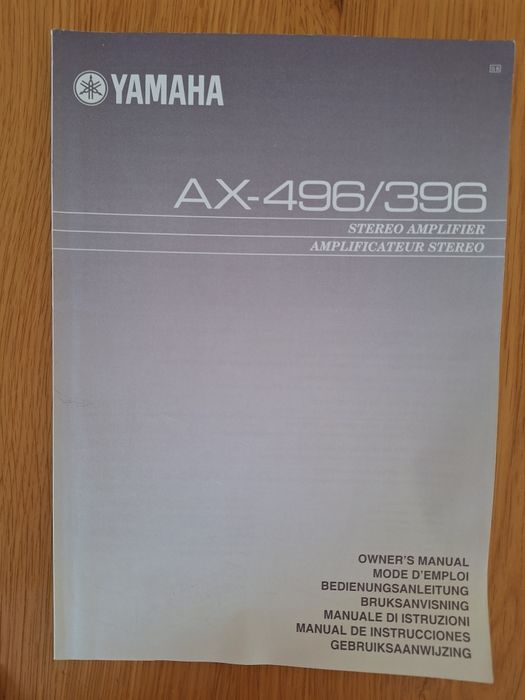 YAMAHA
AX-496/396
STEREO AMPLIFIER
AMPLIFICATEUR STEREO
OWNER'S MANUAL
MODE D'EMPLOI
BEDIENUNGSANLEITUNG
BRUKSANVISNING
MANUALE DI ISTRUZIONI
MANUAL DE INSTRUCCIONES
GEBRUIKSAANWIJZING